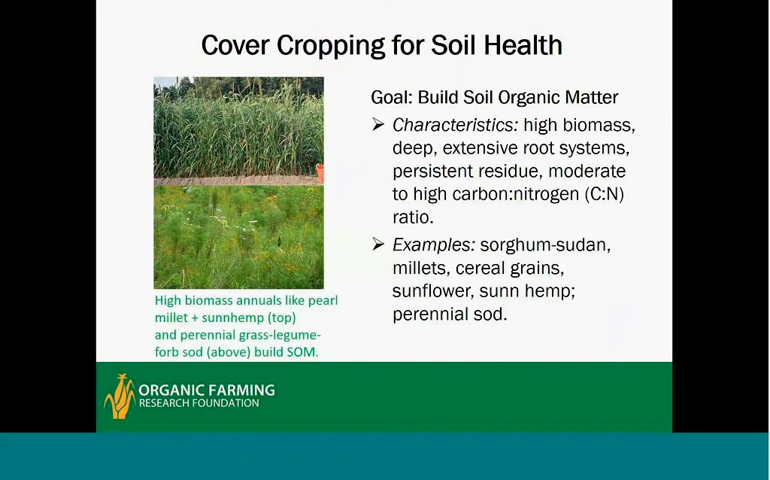 Cover Cropping for Soil Health
Goal: Build Soil Organic Matter
➢ Characteristics: high biomass,
deep, extensive root systems,
persistent residue, moderate
to high carbon:nitrogen (C:N)
ratio.
➢ Examples: sorghum-sudan,
millets, cereal grains,
sunflower, sunn hemp;
perennial sod.
High biomass annuals like pearl
millet + sunnhemp (top)
and perennial grass-legume-
forb sod (above) build SOM.
ORGANIC FARMING
RESEARCH FOUNDATION